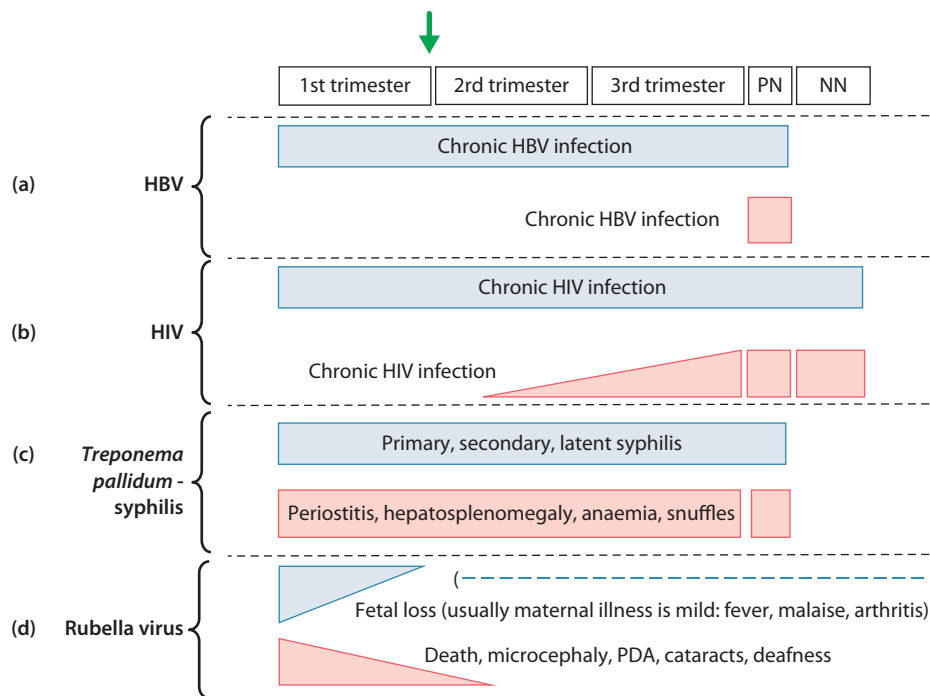 1st trimester 2nd trimester 3rd trimester PN NN
Chronic HBV infection
(a) HBV
Chronic HBV infection
Chronic HIV infection
(b) HIV
Chronic HIV infection
Primary, secondary, latent syphilis
(c) Treponema
pallidum -
syphilis
Periostitis, hepatosplenomegaly, anaemia, snuffles
(
Fetal loss (usually maternal illness is mild: fever, malaise, arthritis)
(d) Rubella virus
Death, microcephaly, PDA, cataracts, deafness